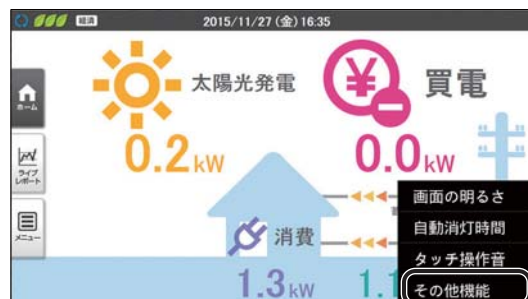 経済
2015/11/27 (金) 16:35
太陽光発電
買電
¥
ホーム
0.2kW
0.0kW
ライブ
レポート
画面の明るさ
自動消灯時間
メニュー
消費
タッチ操作音
1.3kW
1.1
その他機能